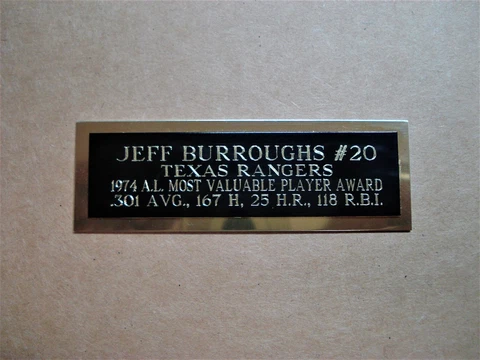 JEFF BURROUGHS #20
TEXAS RANGERS
1974 A.L. MOST VALUABLE PLAYER AWARD
.301 AVG., 167 H, 25 H.R., 118 R.B.I.